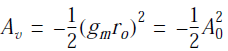 A_v = -\frac{1}{2}(g_m r_o)^2 = -\frac{1}{2}A_0^2